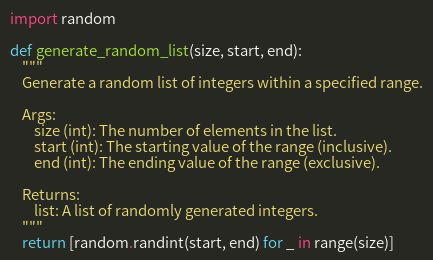 import random
def generate_random_list(size, start, end):
"""
Generate a random list of integers within a specified range.
Args:
size (int): The number of elements in the list.
start (int): The starting value of the range (inclusive).
end (int): The ending value of the range (exclusive).
Returns:
list: A list of randomly generated integers.
"""
return [random.randint(start, end) for _ in range(size)]